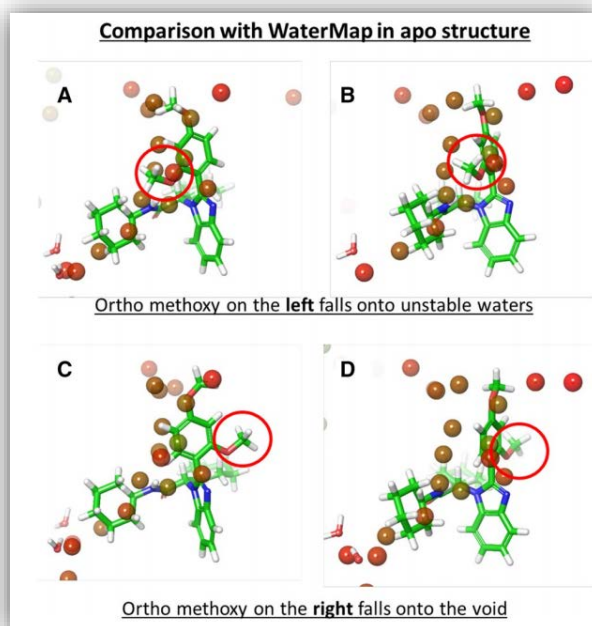 Comparison with WaterMap in apo structure
A
B
Ortho methoxy on the left falls onto unstable waters
C
D
Ortho methoxy on the right falls onto the void